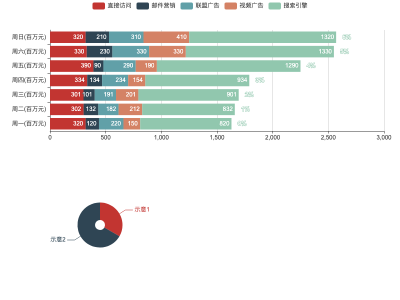 直接访问 邮件营销 联盟广告 视频广告 搜索引擎
周日(百万元) 320 210 310 410 1320
周六(百万元) 330 230 330 330 1330
周五(百万元) 390 90 290 190 1290
周四(百万元) 334 134 234 154 934
周三(百万元) 301 101 191 201 901
周二(百万元) 302 132 182 212 832
周一(百万元) 320 120 220 150 820
0 500 1,000 1,500 2,000 2,500 3,000
示意1
示意2